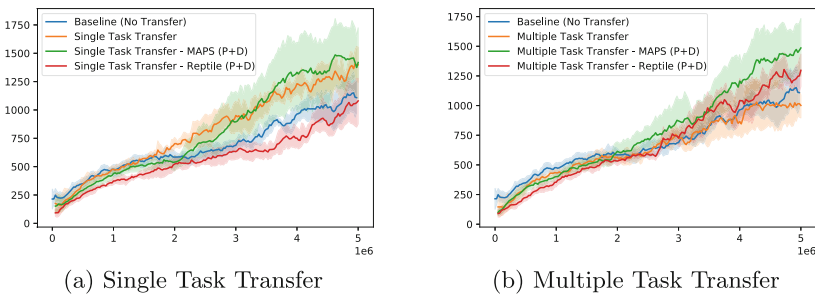 Baseline (No Transfer)
Single Task Transfer
Single Task Transfer - MAPS (P+D)
Single Task Transfer - Reptile (P+D)
1750
1500
1250
1000
750
500
250
0
0 1 2 3 4 5
1e6
(a) Single Task Transfer
Baseline (No Transfer)
Multiple Task Transfer
Multiple Task Transfer - MAPS (P+D)
Multiple Task Transfer - Reptile (P+D)
1750
1500
1250
1000
750
500
250
0
0 1 2 3 4 5
1e6
(b) Multiple Task Transfer